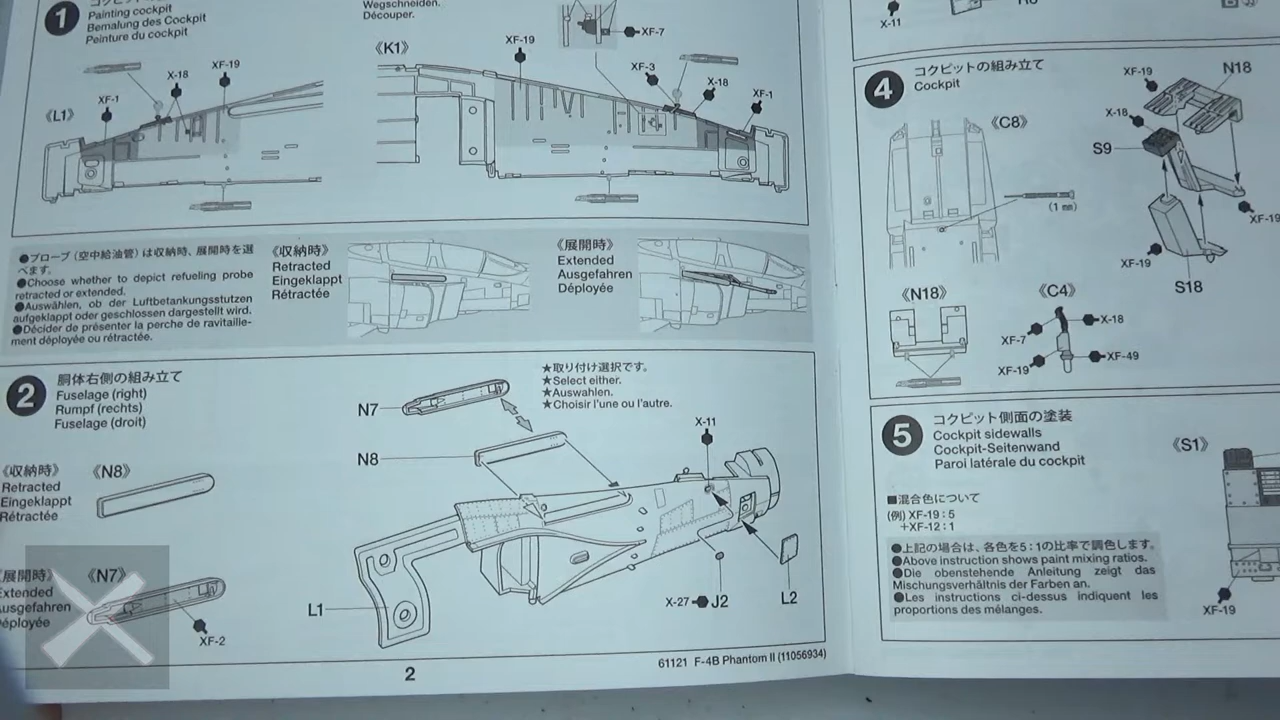 1
Painting cockpit
Bemalung des Cockpit
Peinture du cockpit
Wegschneiden.
Découper.
XF-7
《K1》
XF-19
XF-3
X-18
XF-1
XF-19
X-18
XF-1
《L1》
●プローブ（空中給油管）は収納時、展開時を選
べます。
●Choose whether to depict refueling probe
retracted or extended.
●Auswählen, ob der Luftbetankungsstutzen
aufgeklappt oder geschlossen dargestellt wird.
●Décider de présenter la perche de ravitaille-
ment déployée ou rétractée.
《収納時》
Retracted
Eingeklappt
Rétractée
《展開時》
Extended
Ausgefahren
Déployée
2
胴体右側の組み立て
Fuselage (right)
Rumpf (rechts)
Fuselage (droit)
《収納時》
Retracted
Eingeklappt
Rétractée
《N8》
展開時》
Extended
Ausgefahren
Déployée
《N7》
XF-2
N7
N8
★取り付け選択です。
★Select either.
★Auswahlen.
★Choisir l'une ou l'autre.
X-11
L1
X-27
J2
L2
2
61121 F-4B Phantom II (11056934)
X-11
4
コクピットの組み立て
Cockpit
《C8》
(1㎜)
XF-19
N18
X-18
S9
XF-19
XF-19
S18
《N18》
《C4》
XF-7
X-18
XF-19
XF-49
5
コクピット側面の塗装
Cockpit sidewalls
Cockpit-Seitenwand
Paroi latérale du cockpit
《S1》
■混合色について
(例) XF-19：5
+XF-12：1
●上記の場合は、各色を5：1の比率で調色します。
●Above instruction shows paint mixing ratios.
●Die obenstehende Anleitung zeigt das
Mischungsverhältnis der Farben an.
●Les instructions ci-dessus indiquent les
proportions des mélanges.
XF-19